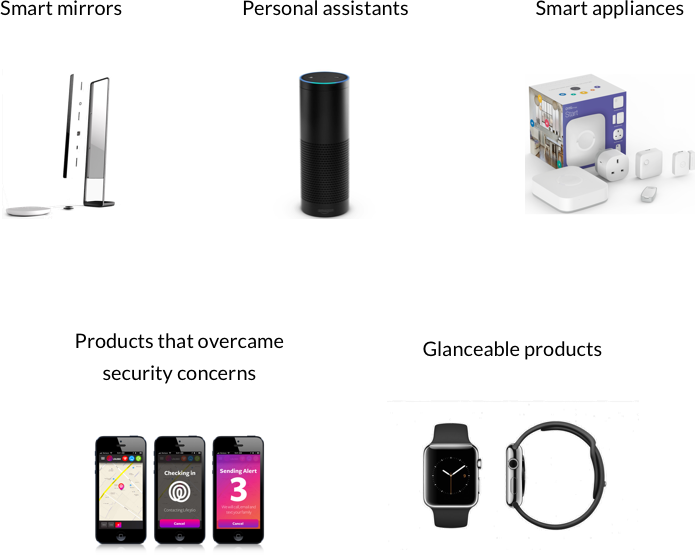 Smart mirrors
Personal assistants
Smart appliances
Products that overcame
security concerns
Glanceable products
Checking in
Cancel
Sending Alert
3
Cancel